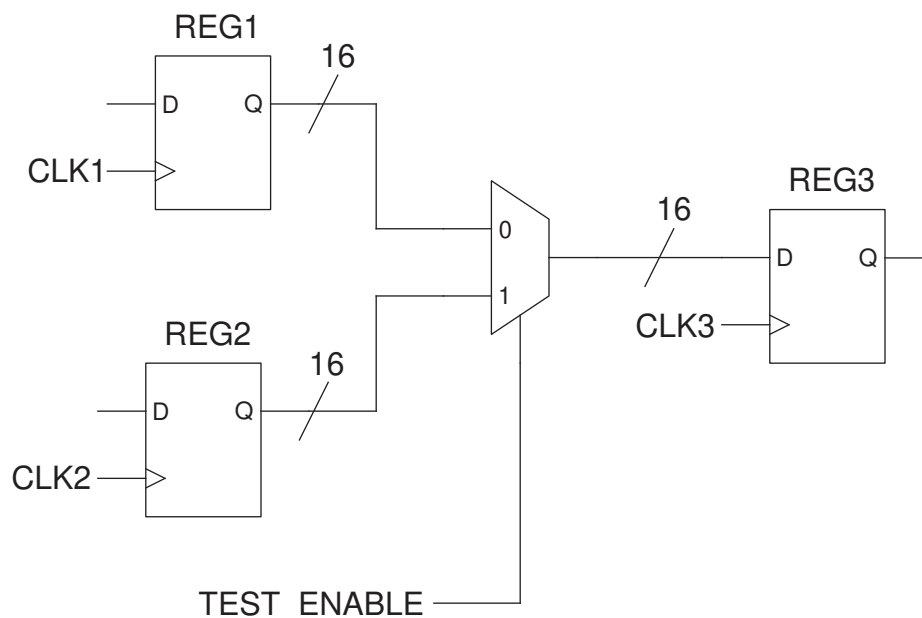 REG1
16
D Q
CLK1
REG3
16
0
D Q
1
CLK3
REG2
16
D Q
CLK2
TEST ENABLE